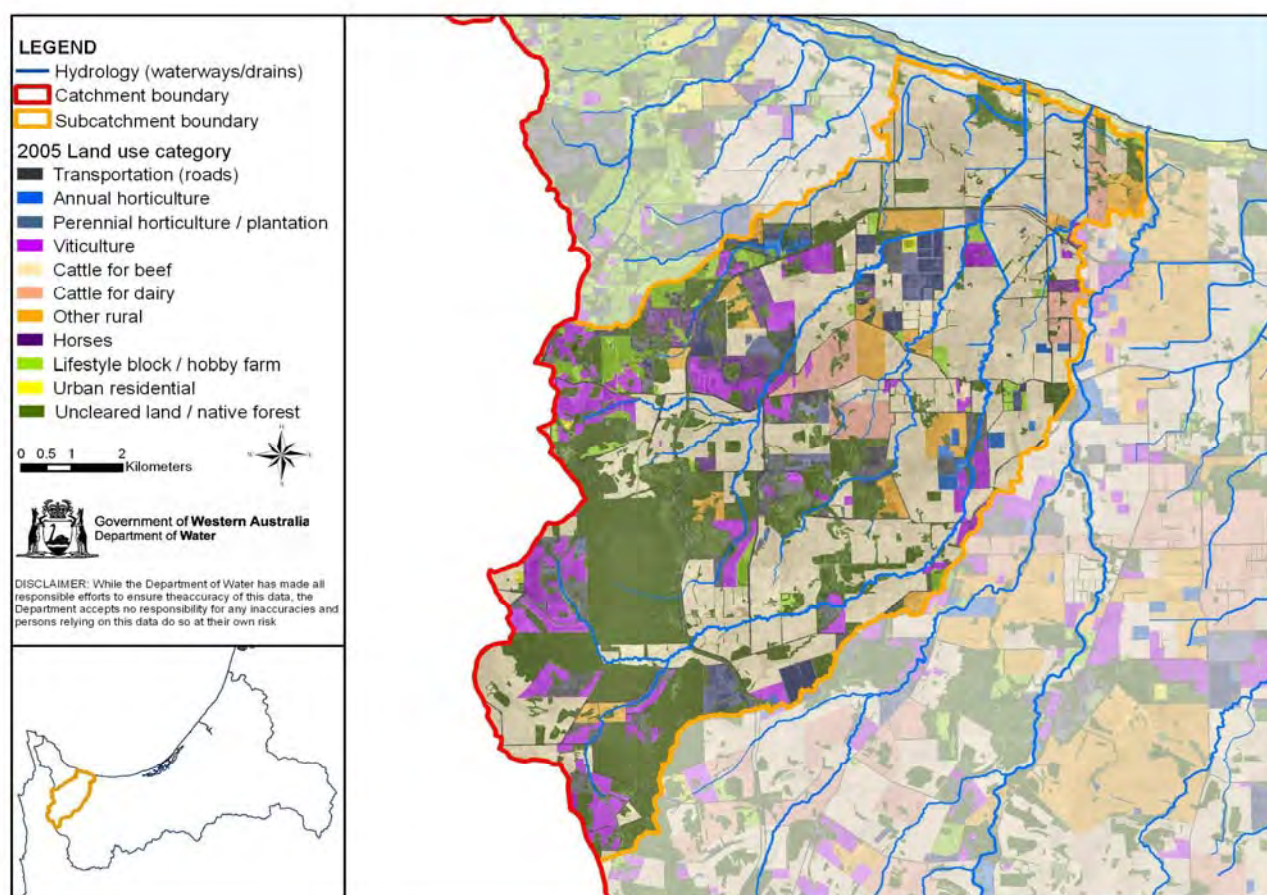 LEGEND
Hydrology (waterways/drains)
Catchment boundary
Subcatchment boundary
2005 Land use category
Transportation (roads)
Annual horticulture
Perennial horticulture / plantation
Viticulture
Cattle for beef
Cattle for dairy
Other rural
Horses
Lifestyle block / hobby farm
Urban residential
Uncleared land / native forest
0 0.5 1 2
Kilometers
N
W E
S
Government of Western Australia
Department of Water
DISCLAIMER: While the Department of Water has made all
responsible efforts to ensure theaccuracy of this data, the
Department accepts no responsibility for any inaccuracies and
persons relying on this data do so at their own risk